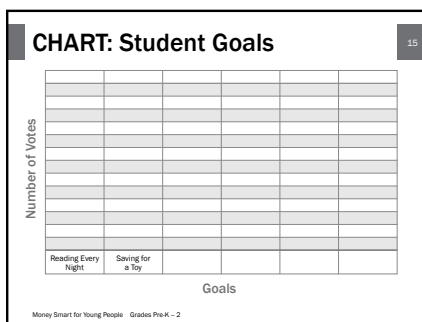 CHART: Student Goals
15
Number of Votes
Reading Every
Night
Saving for
a Toy
Goals
Money Smart for Young People Grades Pre-K – 2